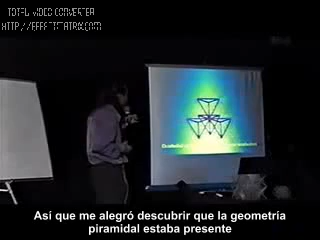 TOTAL VIDEO CONVERTER
HTTP://EFFECTMATRIX.COM
Así que me alegró descubrir que la geometría
piramidal estaba presente